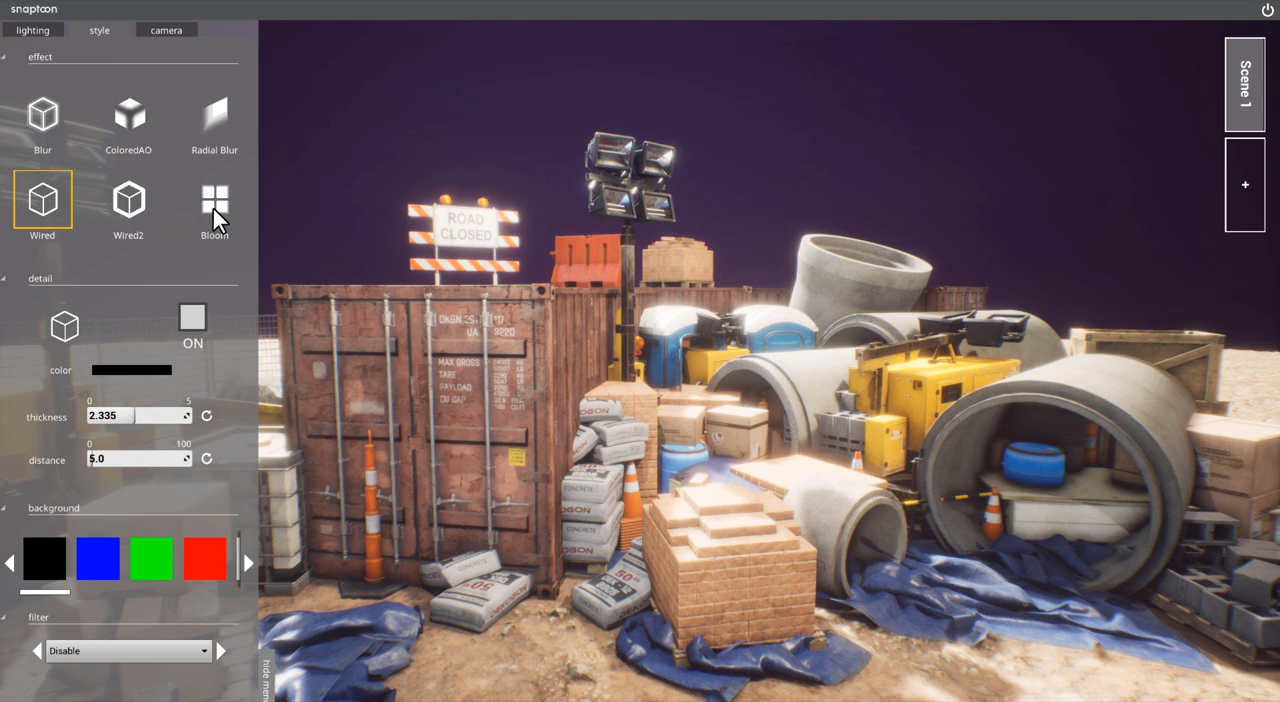 snaptoon
lighting
style
camera
effect
Blur
ColoredAO
Radial Blur
Wired
Wired2
Bloom
detail
ON
color
0
5
thickness
2.335
0
100
distance
5.0
background
filter
Disable
hide menu
Scene 1
+
ROAD
CLOSED
MAX GROSS
TARE
PAYLOAD
CU CAP
CONCRETE
CONCRETE
CONCRETE